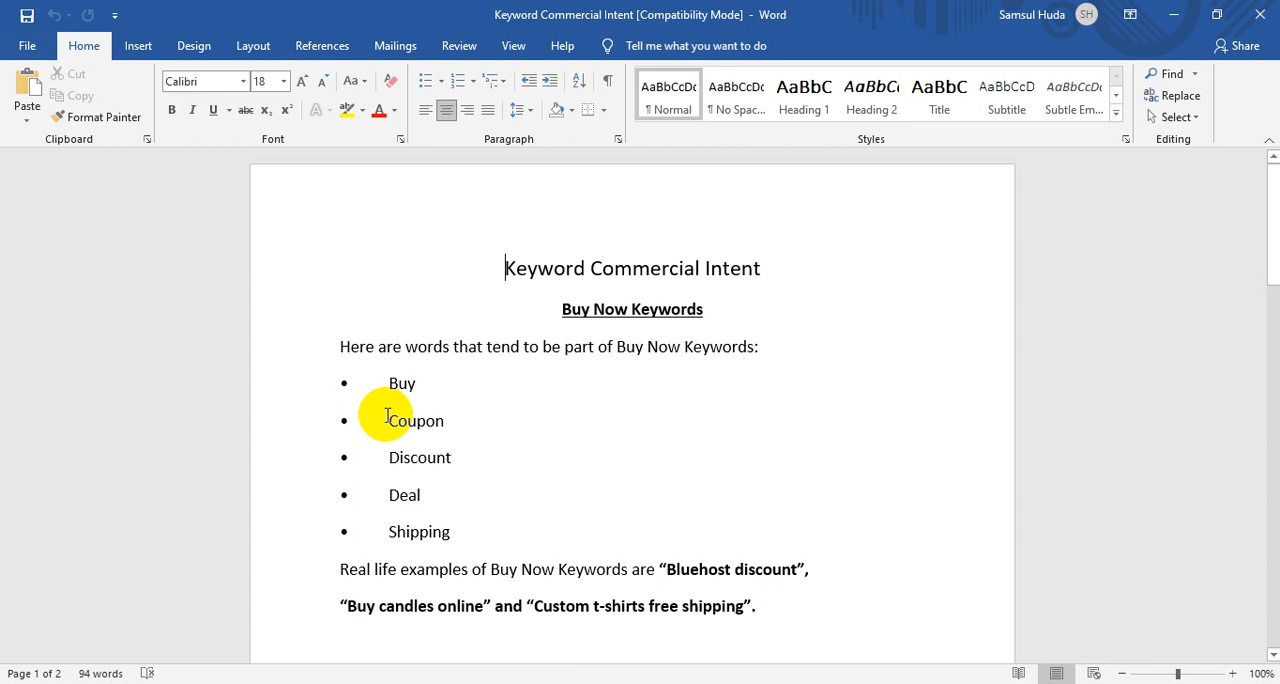 Keyword Commercial Intent [Compatibility Mode] - Word
Samsul Huda SH
File Home Insert Design Layout References Mailings Review View Help Tell me what you want to do Share
Paste
Cut
Copy
Format Painter
Clipboard
Calibri 18
Font
Paragraph
AaBbCcDc AaBbCcDc AaBbC AaBbCc AaBbC AaBbCcD AaBbCcDc
¶ Normal ¶ No Spac... Heading 1 Heading 2 Title Subtitle Subtle Em...
Styles
Find
Replace
Select
Editing
Keyword Commercial Intent
Buy Now Keywords
Here are words that tend to be part of Buy Now Keywords:
• Buy
• Coupon
• Discount
• Deal
• Shipping
Real life examples of Buy Now Keywords are “Bluehost discount”,
“Buy candles online” and “Custom t-shirts free shipping”.
Page 1 of 2 94 words 100%